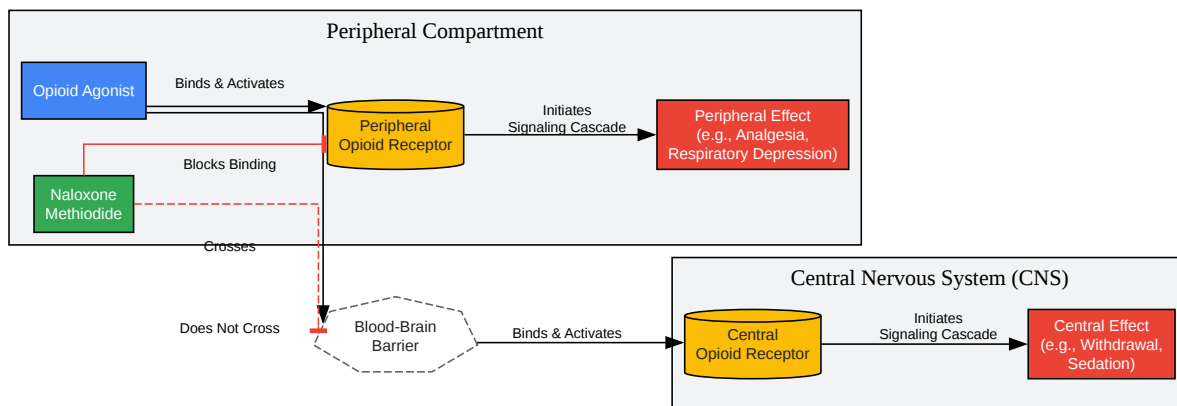 Peripheral Compartment
Opioid Agonist
Binds & Activates
Peripheral
Opioid Receptor
Initiates
Signaling Cascade
Peripheral Effect
(e.g., Analgesia,
Respiratory Depression)
Blocks Binding
Naloxone
Methiodide
Crosses
Does Not Cross
Blood-Brain
Barrier
Binds & Activates
Central Nervous System (CNS)
Central
Opioid Receptor
Initiates
Signaling Cascade
Central Effect
(e.g., Withdrawal,
Sedation)